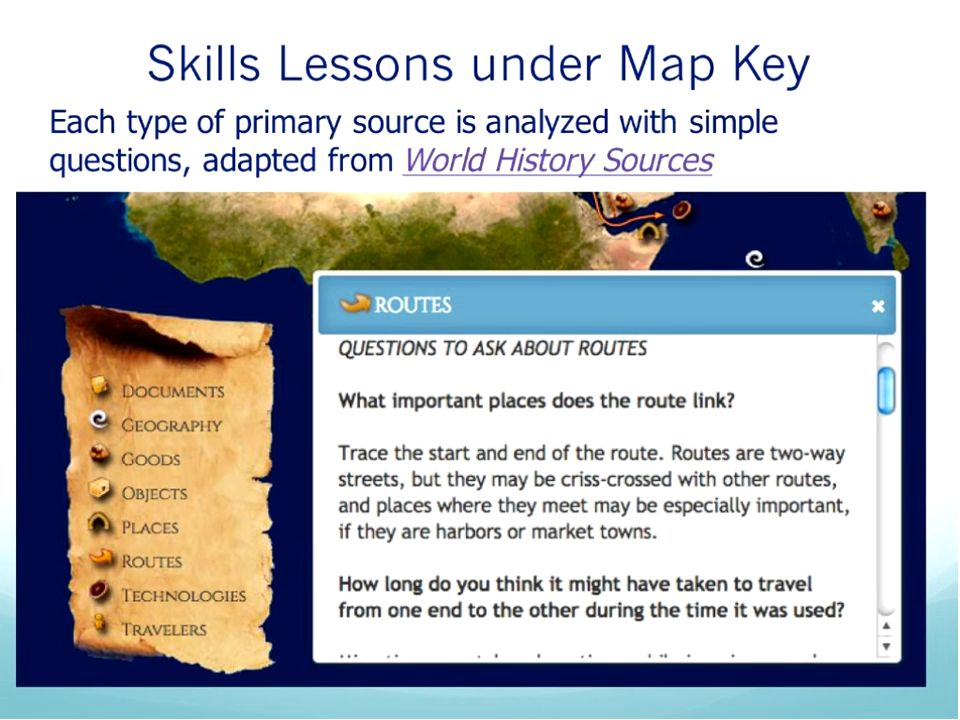 Skills Lessons under Map Key
Each type of primary source is analyzed with simple
questions, adapted from World History Sources
ROUTES
QUESTIONS TO ASK ABOUT ROUTES
What important places does the route link?
Trace the start and end of the route. Routes are two-way
streets, but they may be criss-crossed with other routes,
and places where they meet may be especially important,
if they are harbors or market towns.
How long do you think it might have taken to travel
from one end to the other during the time it was used?
DOCUMENTS
GEOGRAPHY
GOODS
OBJECTS
PLACES
ROUTES
TECHNOLOGIES
TRAVELERS